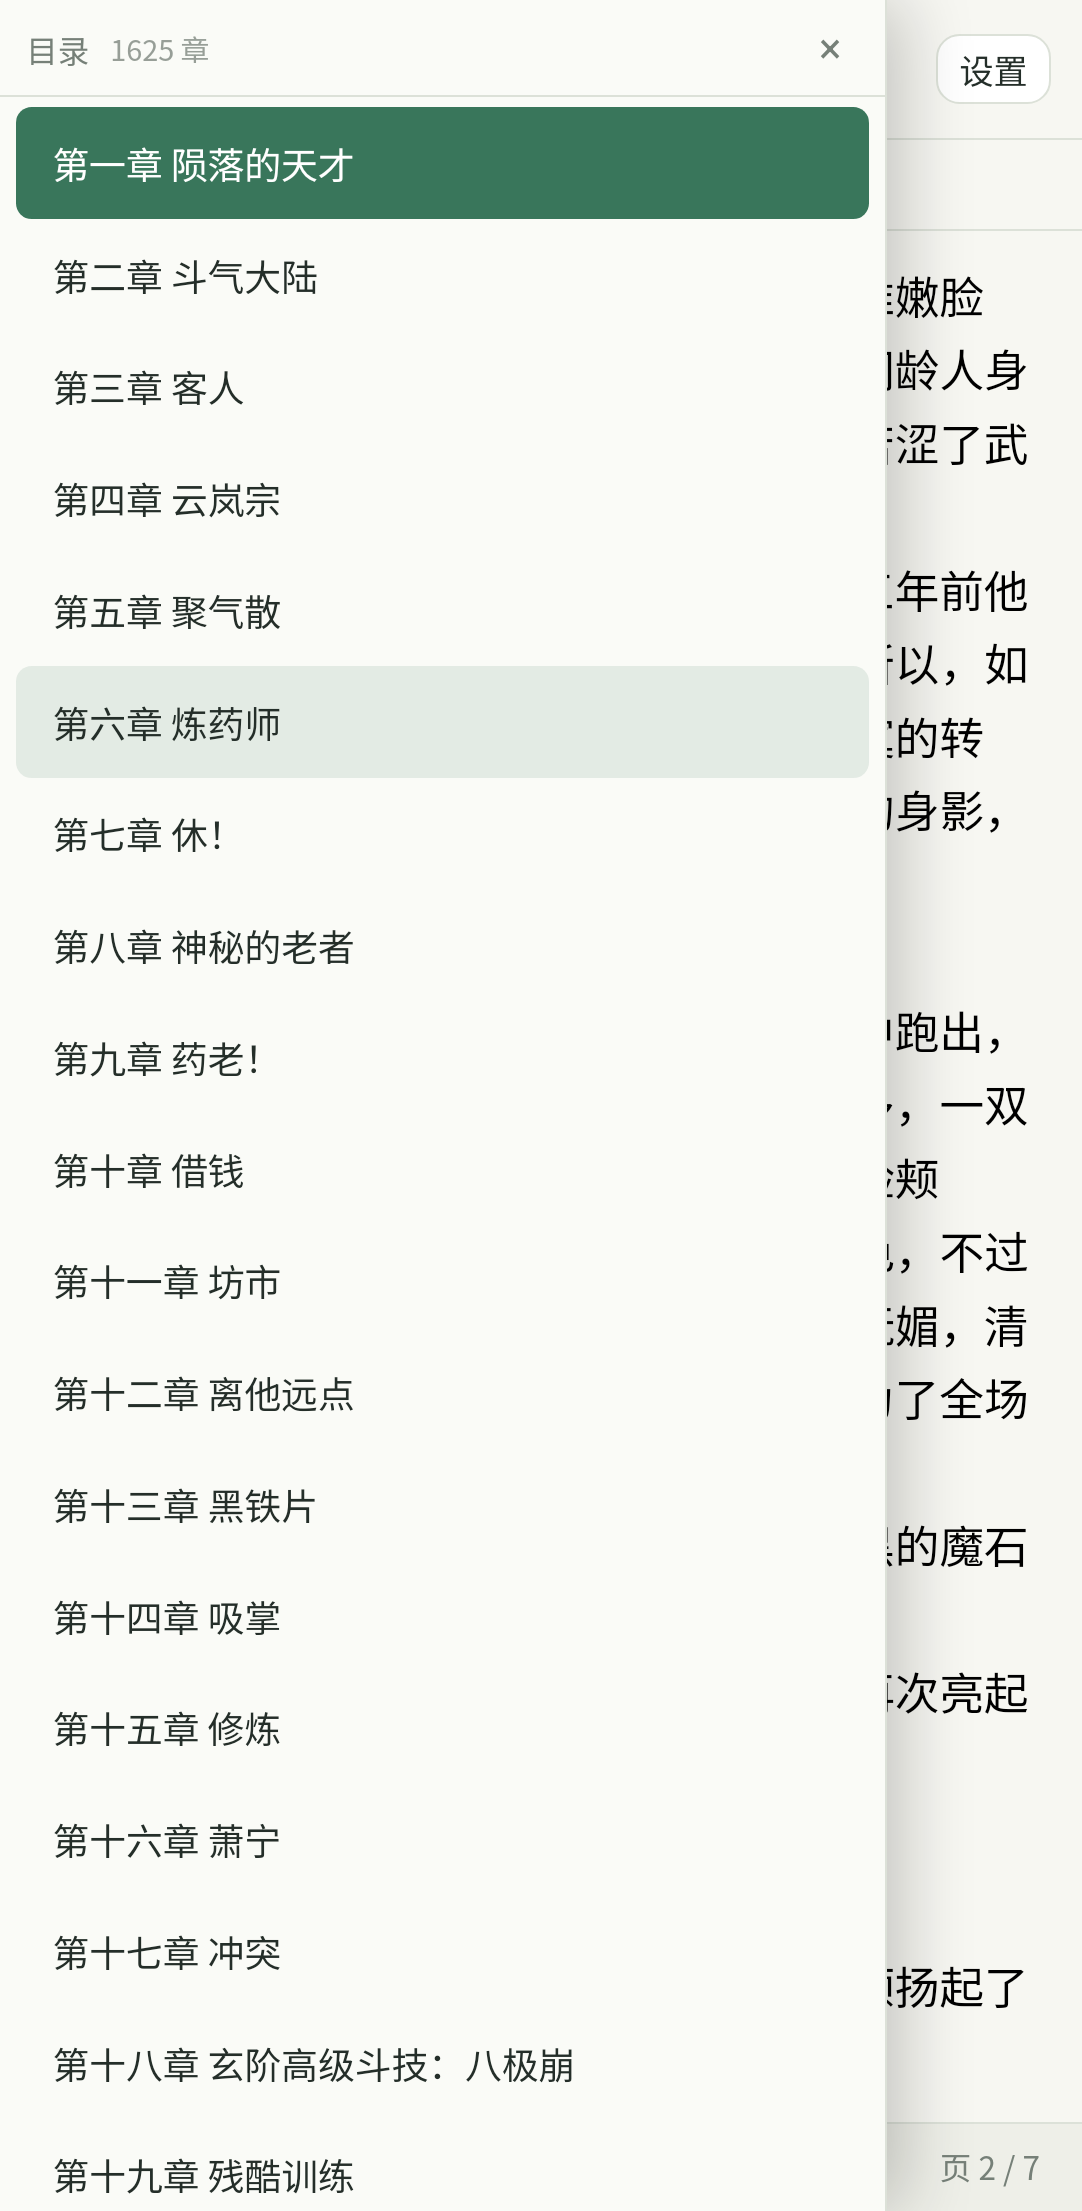 目录 1625 章 ×
设置
第一章 陨落的天才
第二章 斗气大陆
第三章 客人
第四章 云岚宗
第五章 聚气散
第六章 炼药师
第七章 休！
第八章 神秘的老者
第九章 药老！
第十章 借钱
第十一章 坊市
第十二章 离他远点
第十三章 黑铁片
第十四章 吸掌
第十五章 修炼
第十六章 萧宁
第十七章 冲突
第十八章 玄阶高级斗技：八极崩
第十九章 残酷训练
嫩脸
龄人身
涩了武
年前他
以，如
的转
身影，
跑出，
，一双
颊
，不过
媚，清
了全场
的魔石
次亮起
扬起了
页 2 / 7